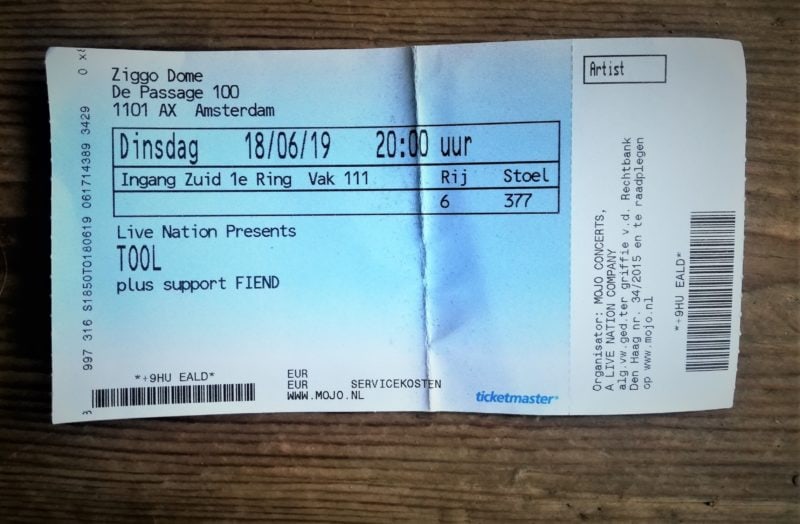 Ziggo Dome
De Passage 100
1101 AX Amsterdam
Dinsdag 18/06/19 20:00 uur
Ingang Zuid 1e Ring Vak 111 Rij Stoel
6 377
Live Nation Presents
TOOL
plus support FIEND
*+9HU EALD*
EUR
EUR SERVICEKOSTEN
WWW.MOJO.NL
ticketmaster
997 316 S1850T0180619 061714389 3429
Artist
Organisator: MOJO CONCERTS,
A LIVE NATION COMPANY
alg.vw.ged.ter griffie v.d. Rechtbank
Den Haag nr. 34/2015 en te raadplegen
op www.mojo.nl
*+9HU EALD*